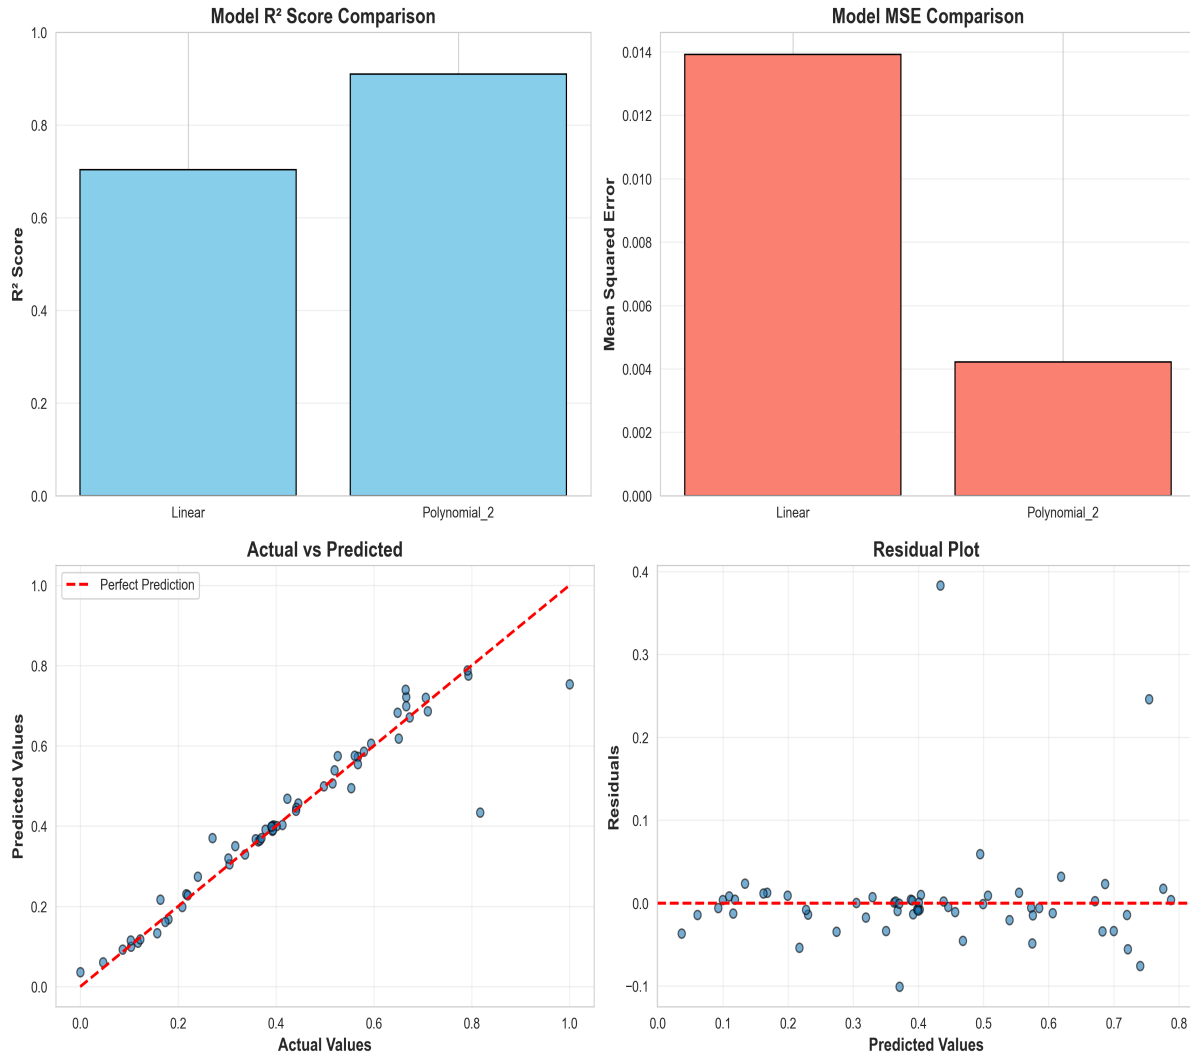 Model R² Score Comparison
R² Score
1.0
0.8
0.6
0.4
0.2
0.0
Linear
Polynomial_2
Model MSE Comparison
Mean Squared Error
0.014
0.012
0.010
0.008
0.006
0.004
0.002
0.000
Linear
Polynomial_2
Actual vs Predicted
Perfect Prediction
Predicted Values
1.0
0.8
0.6
0.4
0.2
0.0
0.0 0.2 0.4 0.6 0.8 1.0
Actual Values
Residual Plot
Residuals
0.4
0.3
0.2
0.1
0.0
−0.1
0.0 0.1 0.2 0.3 0.4 0.5 0.6 0.7 0.8
Predicted Values